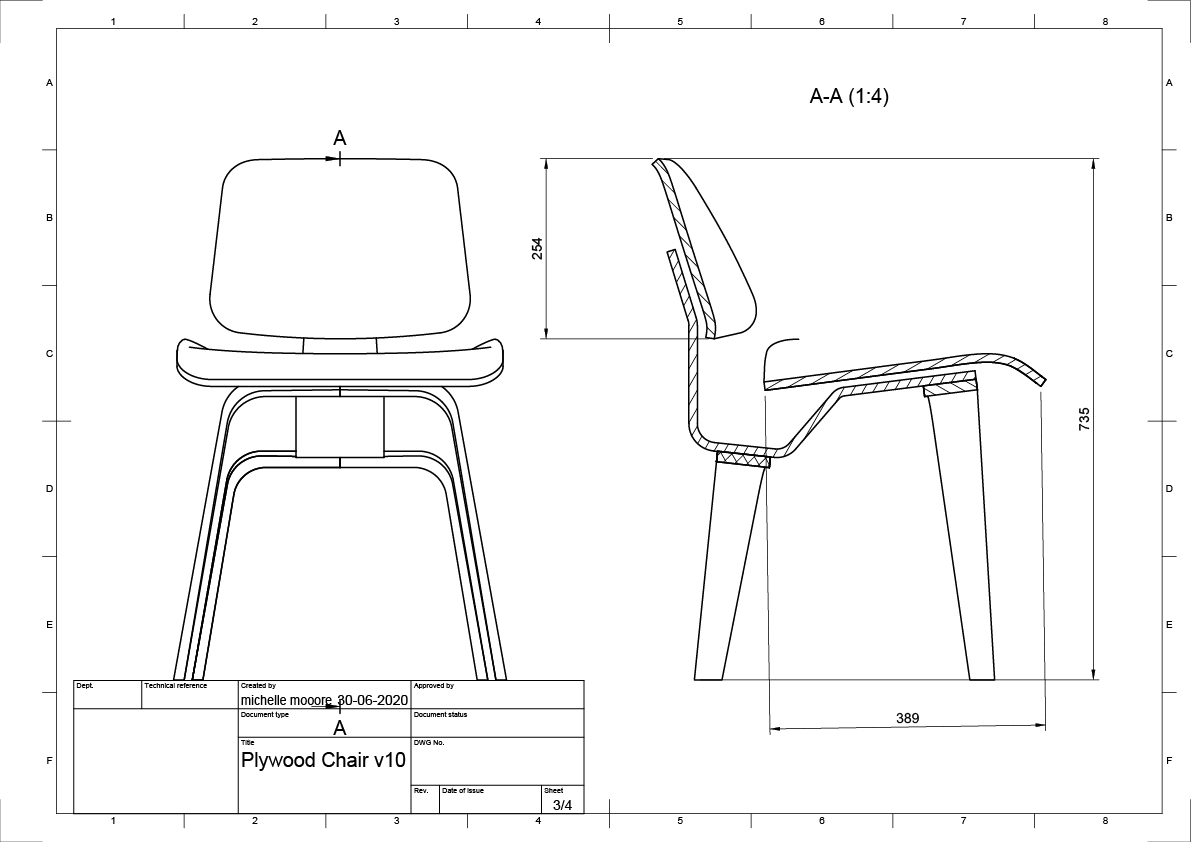 1 2 3 4 5 6 7 8
A A
A-A (1:4)
A
B B
254
C C
735
D D
E E
389
Dept. Technical reference Created by Approved by
michelle mooore 30-06-2020
Document type Document status
A
Title DWG No.
Plywood Chair v10
F F
Rev. Date of issue Sheet
3/4
1 2 3 4 5 6 7 8